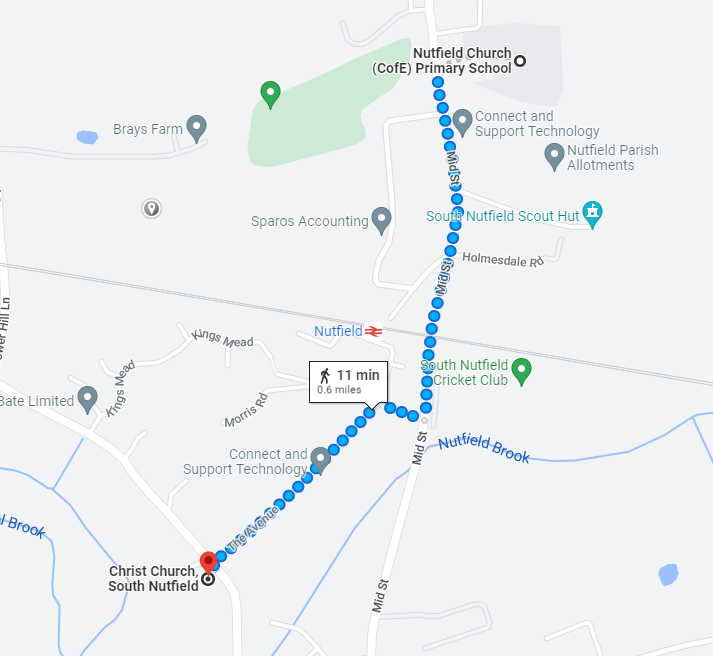 Nutfield Church
(CofE) Primary School
Connect and
Support Technology
Brays Farm
Mid St
Nutfield Parish
Allotments
Sparos Accounting
South Nutfield Scout Hut
Holmesdale Rd
Mid St
wer Hill Ln
Nutfield
Kings Mead
11 min
0.6 miles
South Nutfield
Cricket Club
Kings Mead
Bate Limited
Morris Rd
Mid St
Nutfield Brook
Connect and
Support Technology
l Brook
The Avenue
Christ Church,
South Nutfield
Mid St